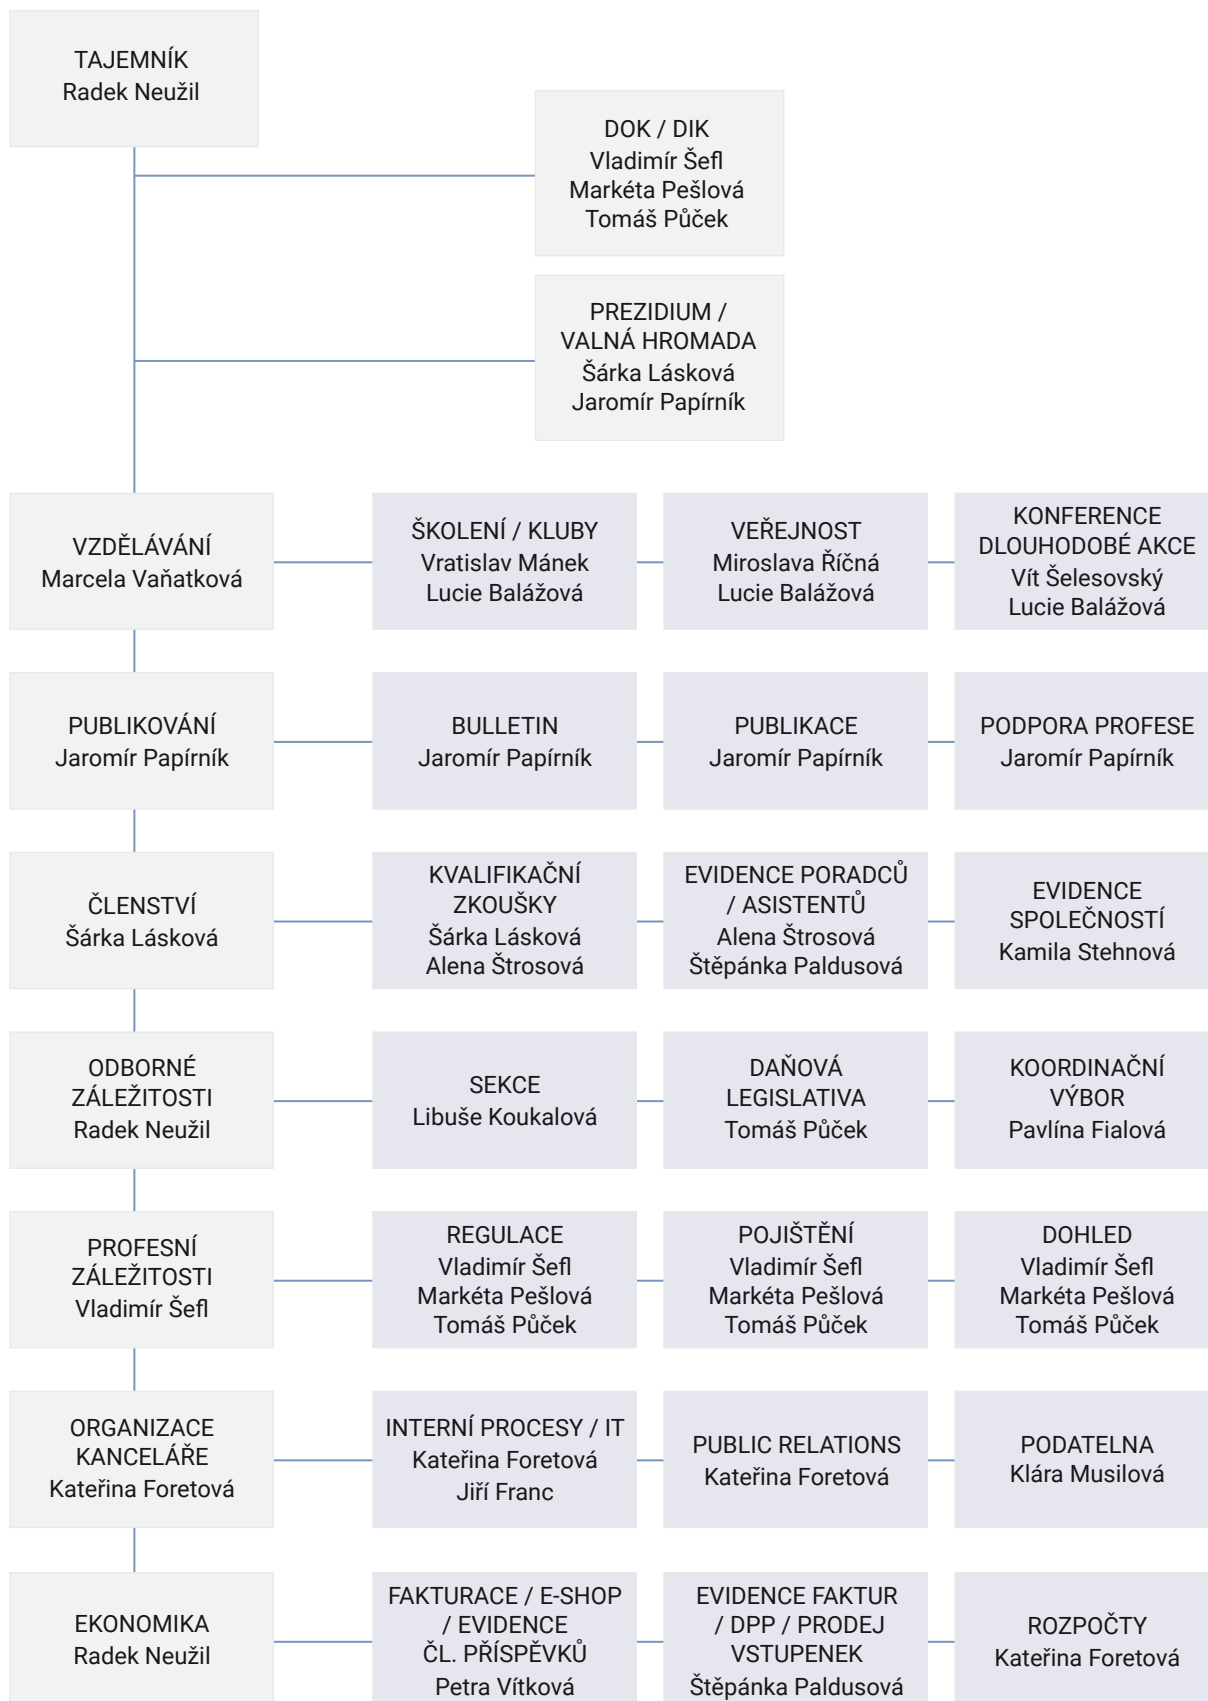 TAJEMNÍK
Radek Neužil
DOK / DIK
Vladimír Šefl
Markéta Pešlová
Tomáš Půček
PREZIDIUM /
VALNÁ HROMADA
Šárka Lásková
Jaromír Papírník
VZDĚLÁVÁNÍ
Marcela Vaňatková
ŠKOLENÍ / KLUBY
Vratislav Mánek
Lucie Balážová
VEŘEJNOST
Miroslava Říčná
Lucie Balážová
KONFERENCE
DLOUHODOBÉ AKCE
Vít Šelesovský
Lucie Balážová
PUBLIKOVÁNÍ
Jaromír Papírník
BULLETIN
Jaromír Papírník
PUBLIKACE
Jaromír Papírník
PODPORA PROFESE
Jaromír Papírník
ČLENSTVÍ
Šárka Lásková
KVALIFIKAČNÍ
ZKOUŠKY
Šárka Lásková
Alena Štrosová
EVIDENCE PORADCŮ
/ ASISTENTŮ
Alena Štrosová
Štěpánka Paldusová
EVIDENCE
SPOLEČNOSTÍ
Kamila Stehnová
ODBORNÉ
ZÁLEŽITOSTI
Radek Neužil
SEKCE
Libuše Koukalová
DAŇOVÁ
LEGISLATIVA
Tomáš Půček
KOORDINAČNÍ
VÝBOR
Pavlína Fialová
PROFESNÍ
ZÁLEŽITOSTI
Vladimír Šefl
REGULACE
Vladimír Šefl
Markéta Pešlová
Tomáš Půček
POJIŠTĚNÍ
Vladimír Šefl
Markéta Pešlová
Tomáš Půček
DOHLED
Vladimír Šefl
Markéta Pešlová
Tomáš Půček
ORGANIZACE
KANCELÁŘE
Kateřina Foretová
INTERNÍ PROCESY / IT
Kateřina Foretová
Jiří Franc
PUBLIC RELATIONS
Kateřina Foretová
PODATELNA
Klára Musilová
EKONOMIKA
Radek Neužil
FAKTURACE / E-SHOP
/ EVIDENCE
ČL. PŘÍSPĚVKŮ
Petra Vítková
EVIDENCE FAKTUR
/ DPP / PRODEJ
VSTUPENEK
Štěpánka Paldusová
ROZPOČTY
Kateřina Foretová